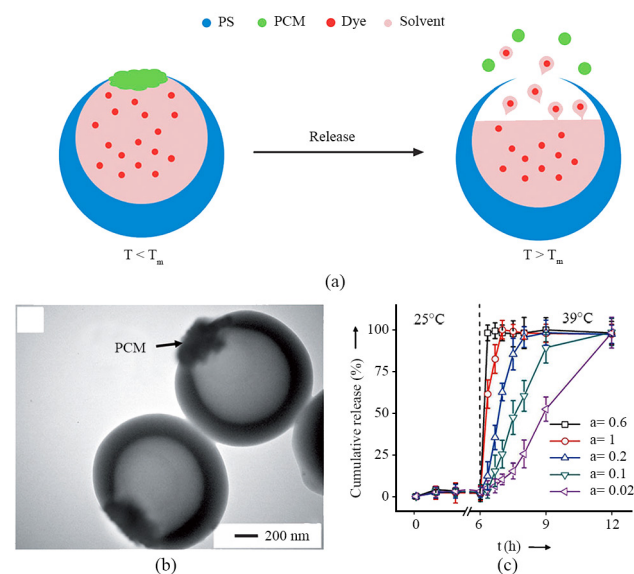 PS PCM Dye Solvent
Release
T < Tm
T > Tm
(a)
PCM
200 nm
(b)
25°C 39°C
Cumulative release (%)
100
75
50
25
0
a= 0.6
a= 1
a= 0.2
a= 0.1
a= 0.02
0 6 9 12
t (h)
(c)